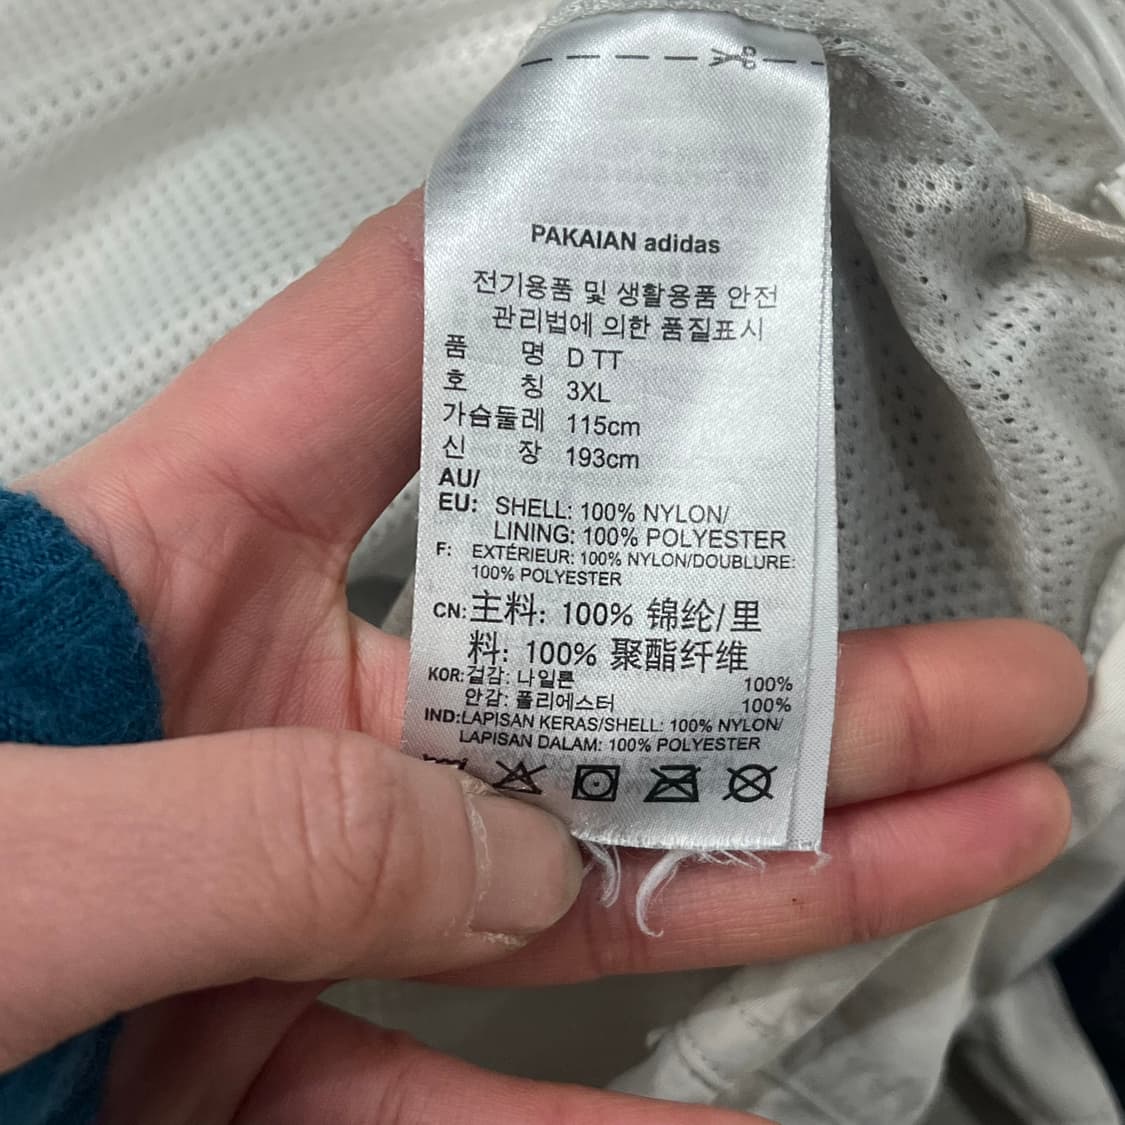 PAKAIAN adidas
전기용품 및 생활용품 안전
관리법에 의한 품질표시
품 명 D TT
호 칭 3XL
가슴둘레 115cm
신 장 193cm
AU/
EU: SHELL: 100% NYLON/
LINING: 100% POLYESTER
F: EXTÉRIEUR: 100% NYLON/DOUBLURE:
100% POLYESTER
CN: 主料: 100% 锦纶/里
料: 100% 聚酯纤维
KOR: 겉감: 나일론 100%
안감: 폴리에스터 100%
IND: LAPISAN KERAS/SHELL: 100% NYLON/
LAPISAN DALAM: 100% POLYESTER